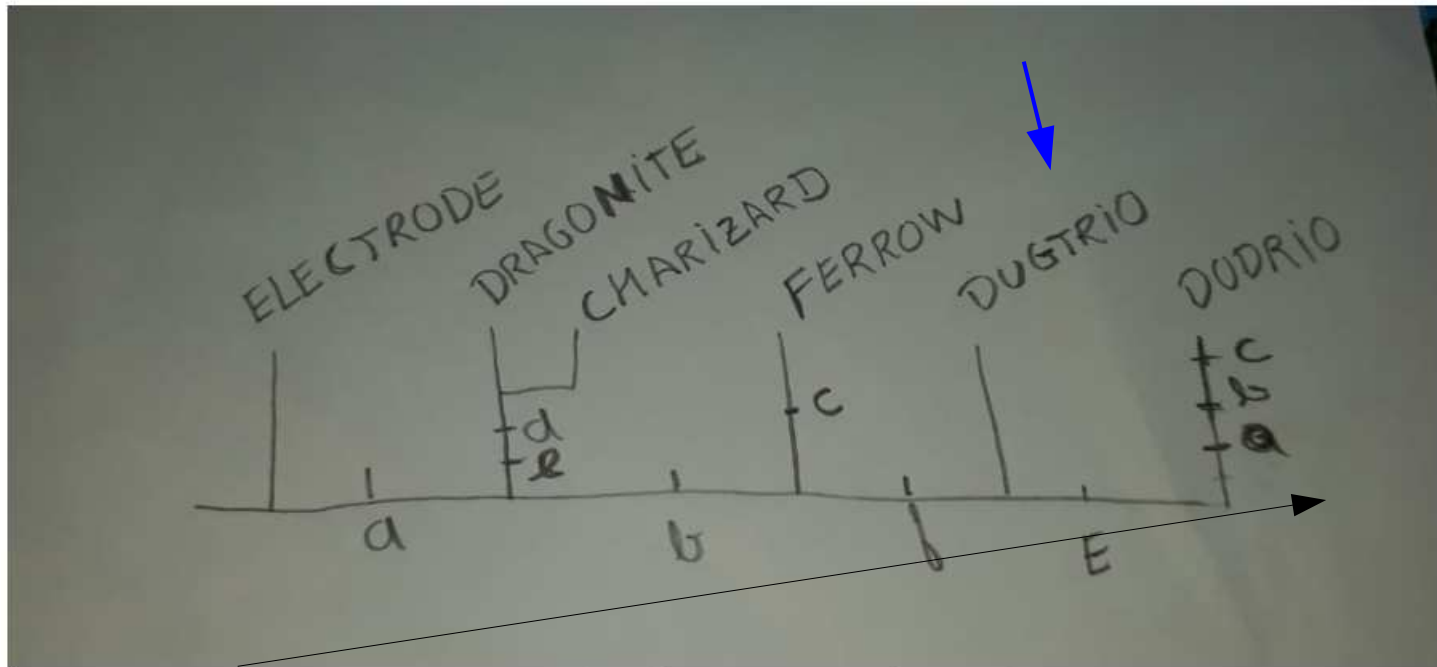 ELECTRODE
DRAGONiTE
CHARiZARD
FERROW
DUGTRiO
DODRiO
d
e
c
c
b
a
a
b
f
E